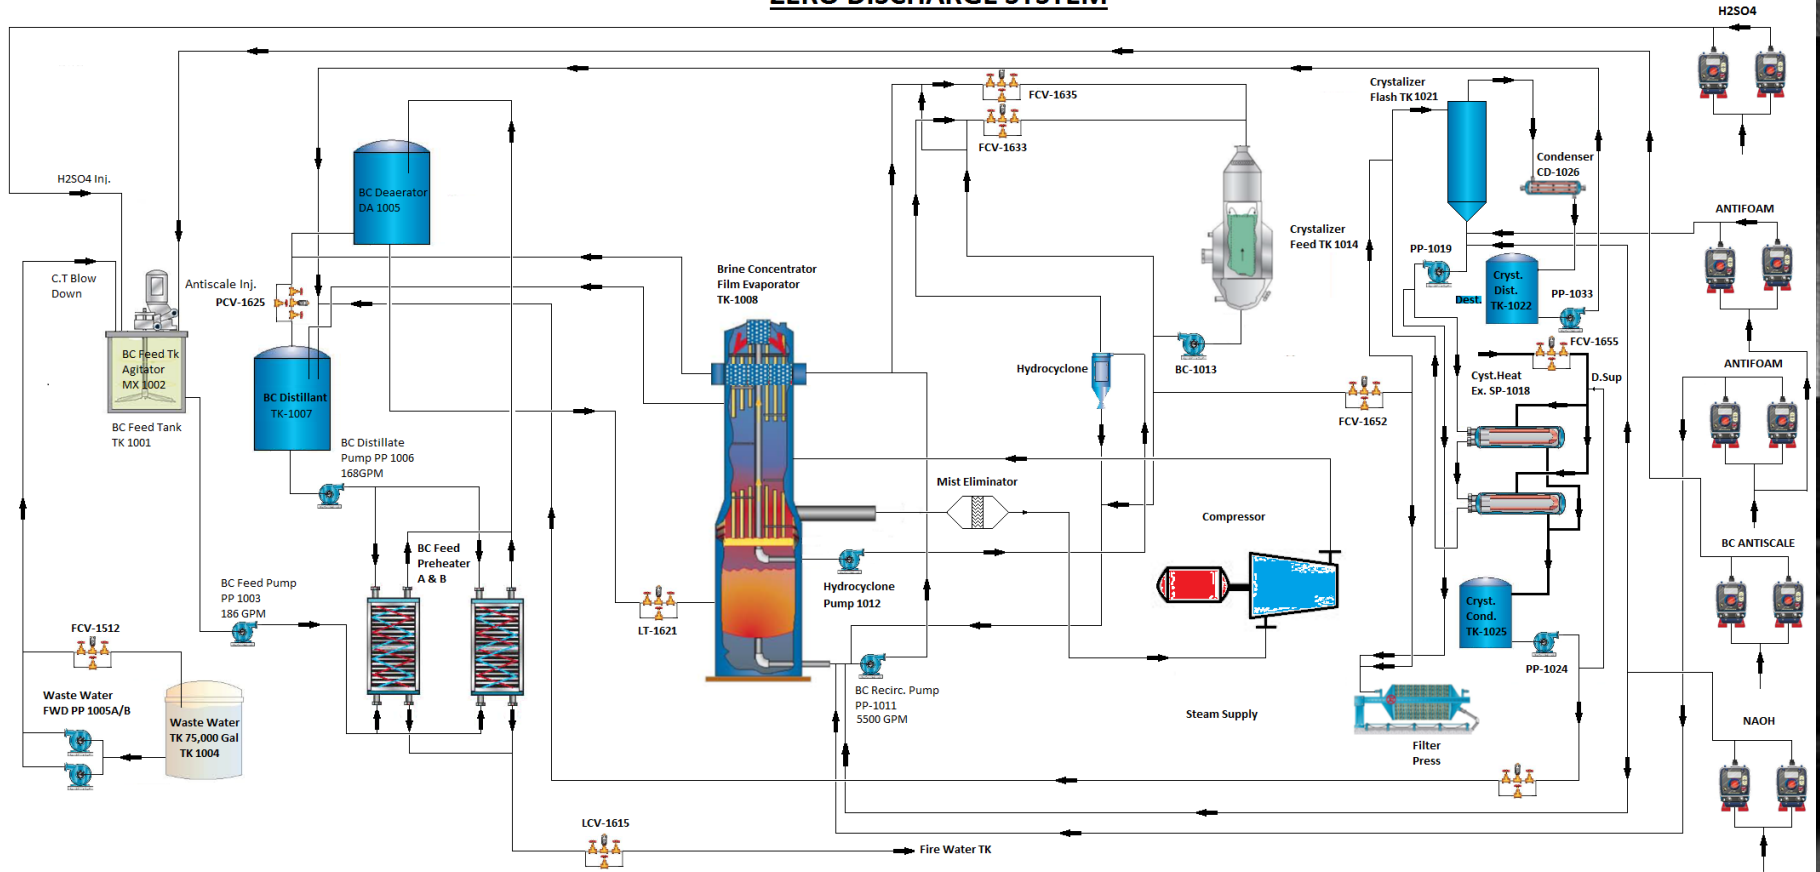 ZERO DISCHARGE SYSTEM
H2SO4
FCV-1635
FCV-1633
Crystalizer
Flash TK 1021
Condenser
CD-1026
H2SO4 Inj.
BC Deaerator
DA 1005
ANTIFOAM
Crystalizer
Feed TK 1014
PP-1019
C.T Blow
Down
Antiscale Inj.
PCV-1625
Brine Concentrator
Film Evaporator
TK-1008
Cryst.
Dist.
TK-1022
Dest.
PP-1033
FCV-1655
BC Feed Tk
Agitator
MX 1002
BC Distillant
TK-1007
Hydrocyclone
BC-1013
Cyst.Heat
Ex. SP-1018
D.Sup
ANTIFOAM
BC Feed Tank
TK 1001
FCV-1652
BC Distillate
Pump PP 1006
168GPM
Mist Eliminator
Compressor
BC ANTISCALE
BC Feed
Preheater
A & B
BC Feed Pump
PP 1003
186 GPM
Hydrocyclone
Pump 1012
Cryst.
Cond.
TK-1025
FCV-1512
LT-1621
PP-1024
Waste Water
FWD PP 1005A/B
BC Recirc. Pump
PP-1011
5500 GPM
Steam Supply
Waste Water
TK 75,000 Gal
TK 1004
Filter
Press
NAOH
LCV-1615
Fire Water TK